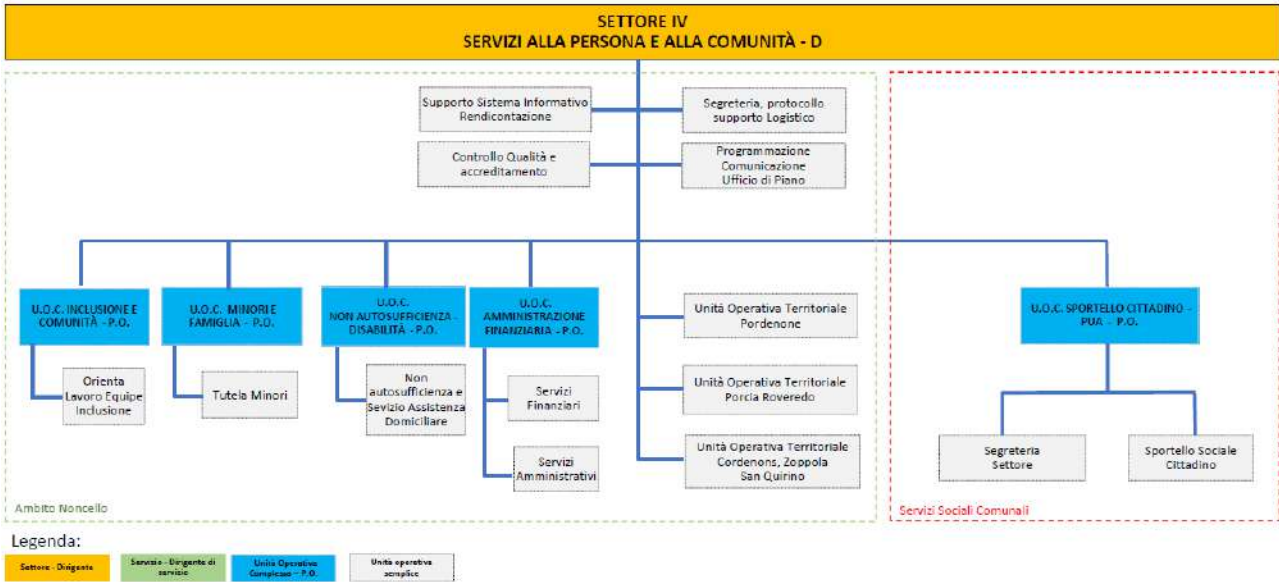 SETTORE IV
SERVIZI ALLA PERSONA E ALLA COMUNITÀ - D
Supporto Sistema Informativo
Rendicontazione
Segreteria, protocollo
supporto Logistico
Controllo Qualità e
accreditamento
Programmazione
Comunicazione
Ufficio di Piano
U.O.C. INCLUSIONE E
COMUNITÀ - P.O.
U.O.C. MINORI E
FAMIGLIA - P.O.
U.O.C.
NON AUTOSUFFICIENZA -
DISABILITÀ - P.O.
U.O.C.
AMMINISTRAZIONE
FINANZIARIA - P.O.
Unità Operativa Territoriale
Pordenone
U.O.C. SPORTELLO CITTADINO -
PUA - P.O.
Orienta
Lavoro Equipe
Inclusione
Tutela Minori
Non
autosufficienza e
Sevizio Assistenza
Domiciliare
Servizi
Finanziari
Unità Operativa Territoriale
Porcia Roveredo
Servizi
Amministrativi
Unità Operativa Territoriale
Cordenons, Zoppola
San Quirino
Segreteria
Settore
Sportello Sociale
Cittadino
Ambito Noncello
Servizi Sociali Comunali
Legenda:
Settore - Dirigente
Servizio - Dirigente di
servizio
Unità Operativa
Complessa - P.O.
Unità operativa
semplice